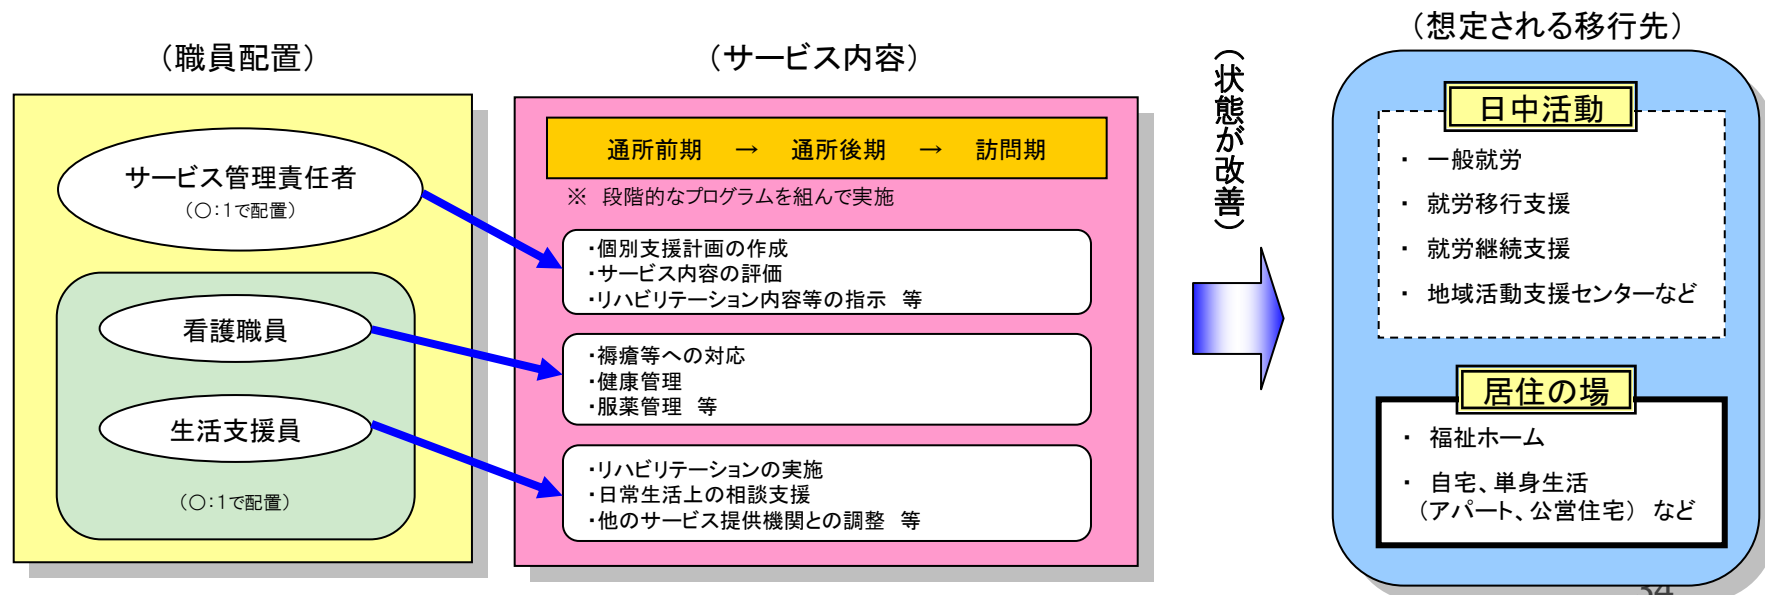 （職員配置）
サービス管理責任者
（○：1で配置）
看護職員
生活支援員
（○：1で配置）
（サービス内容）
通所前期　→　通所後期　→　訪問期
※　段階的なプログラムを組んで実施
・個別支援計画の作成
・サービス内容の評価
・リハビリテーション内容等の指示　等
・褥瘡等への対応
・健康管理
・服薬管理　等
・リハビリテーションの実施
・日常生活上の相談支援
・他のサービス提供機関との調整　等
（状態が改善）
（想定される移行先）
日中活動
・　一般就労
・　就労移行支援
・　就労継続支援
・　地域活動支援センターなど
居住の場
・　福祉ホーム
・　自宅、単身生活
（アパート、公営住宅）　など
34